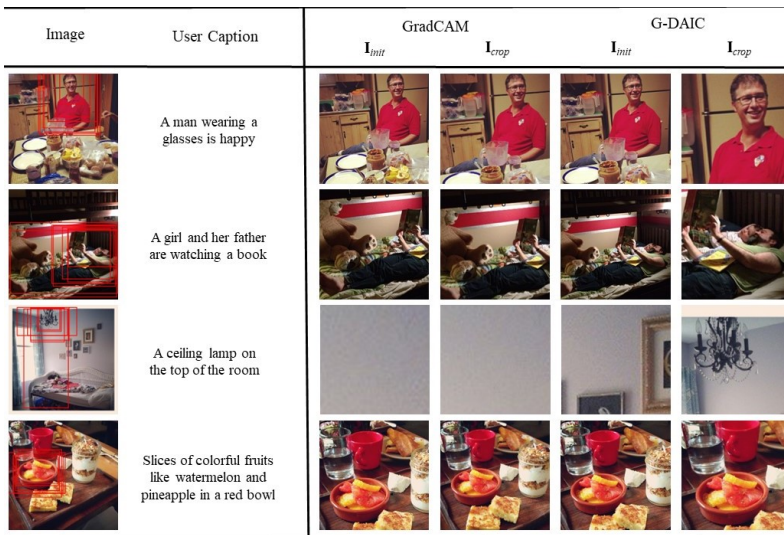 Image
User Caption
GradCAM
G-DAIC
I_init
I_crop
I_init
I_crop
A man wearing a
glasses is happy
A girl and her father
are watching a book
A ceiling lamp on
the top of the room
Slices of colorful fruits
like watermelon and
pineapple in a red bowl